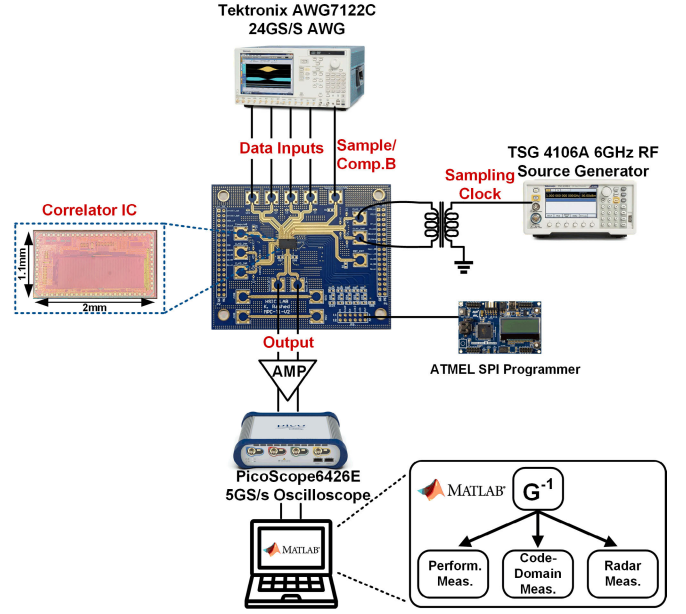 Tektronix AWG7122C
24GS/S AWG
Data Inputs
Sample/
Comp.B
TSG 4106A 6GHz RF
Source Generator
Sampling
Clock
Correlator IC
1.1mm
2mm
Output
AMP
ATMEL SPI Programmer
pico
PicoScope6426E
5GS/s Oscilloscope
MATLAB
MATLAB
G-1
Perform.
Meas.
Code-
Domain
Meas.
Radar
Meas.